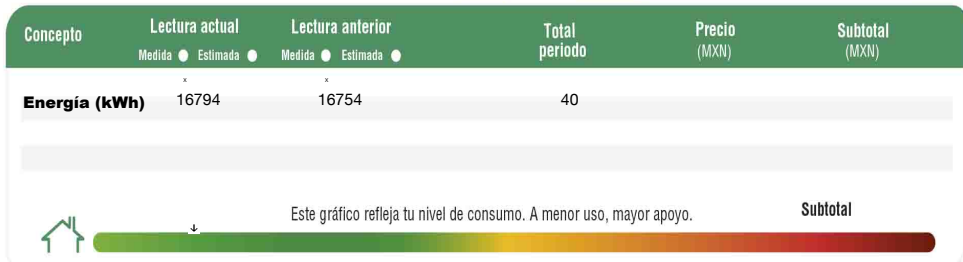 Concepto Lectura actual Lectura anterior Total periodo Precio (MXN) Subtotal (MXN)
Medida Estimada Medida Estimada
x x
Energía (kWh) 16794 16754 40
Este gráfico refleja tu nivel de consumo. A menor uso, mayor apoyo. Subtotal